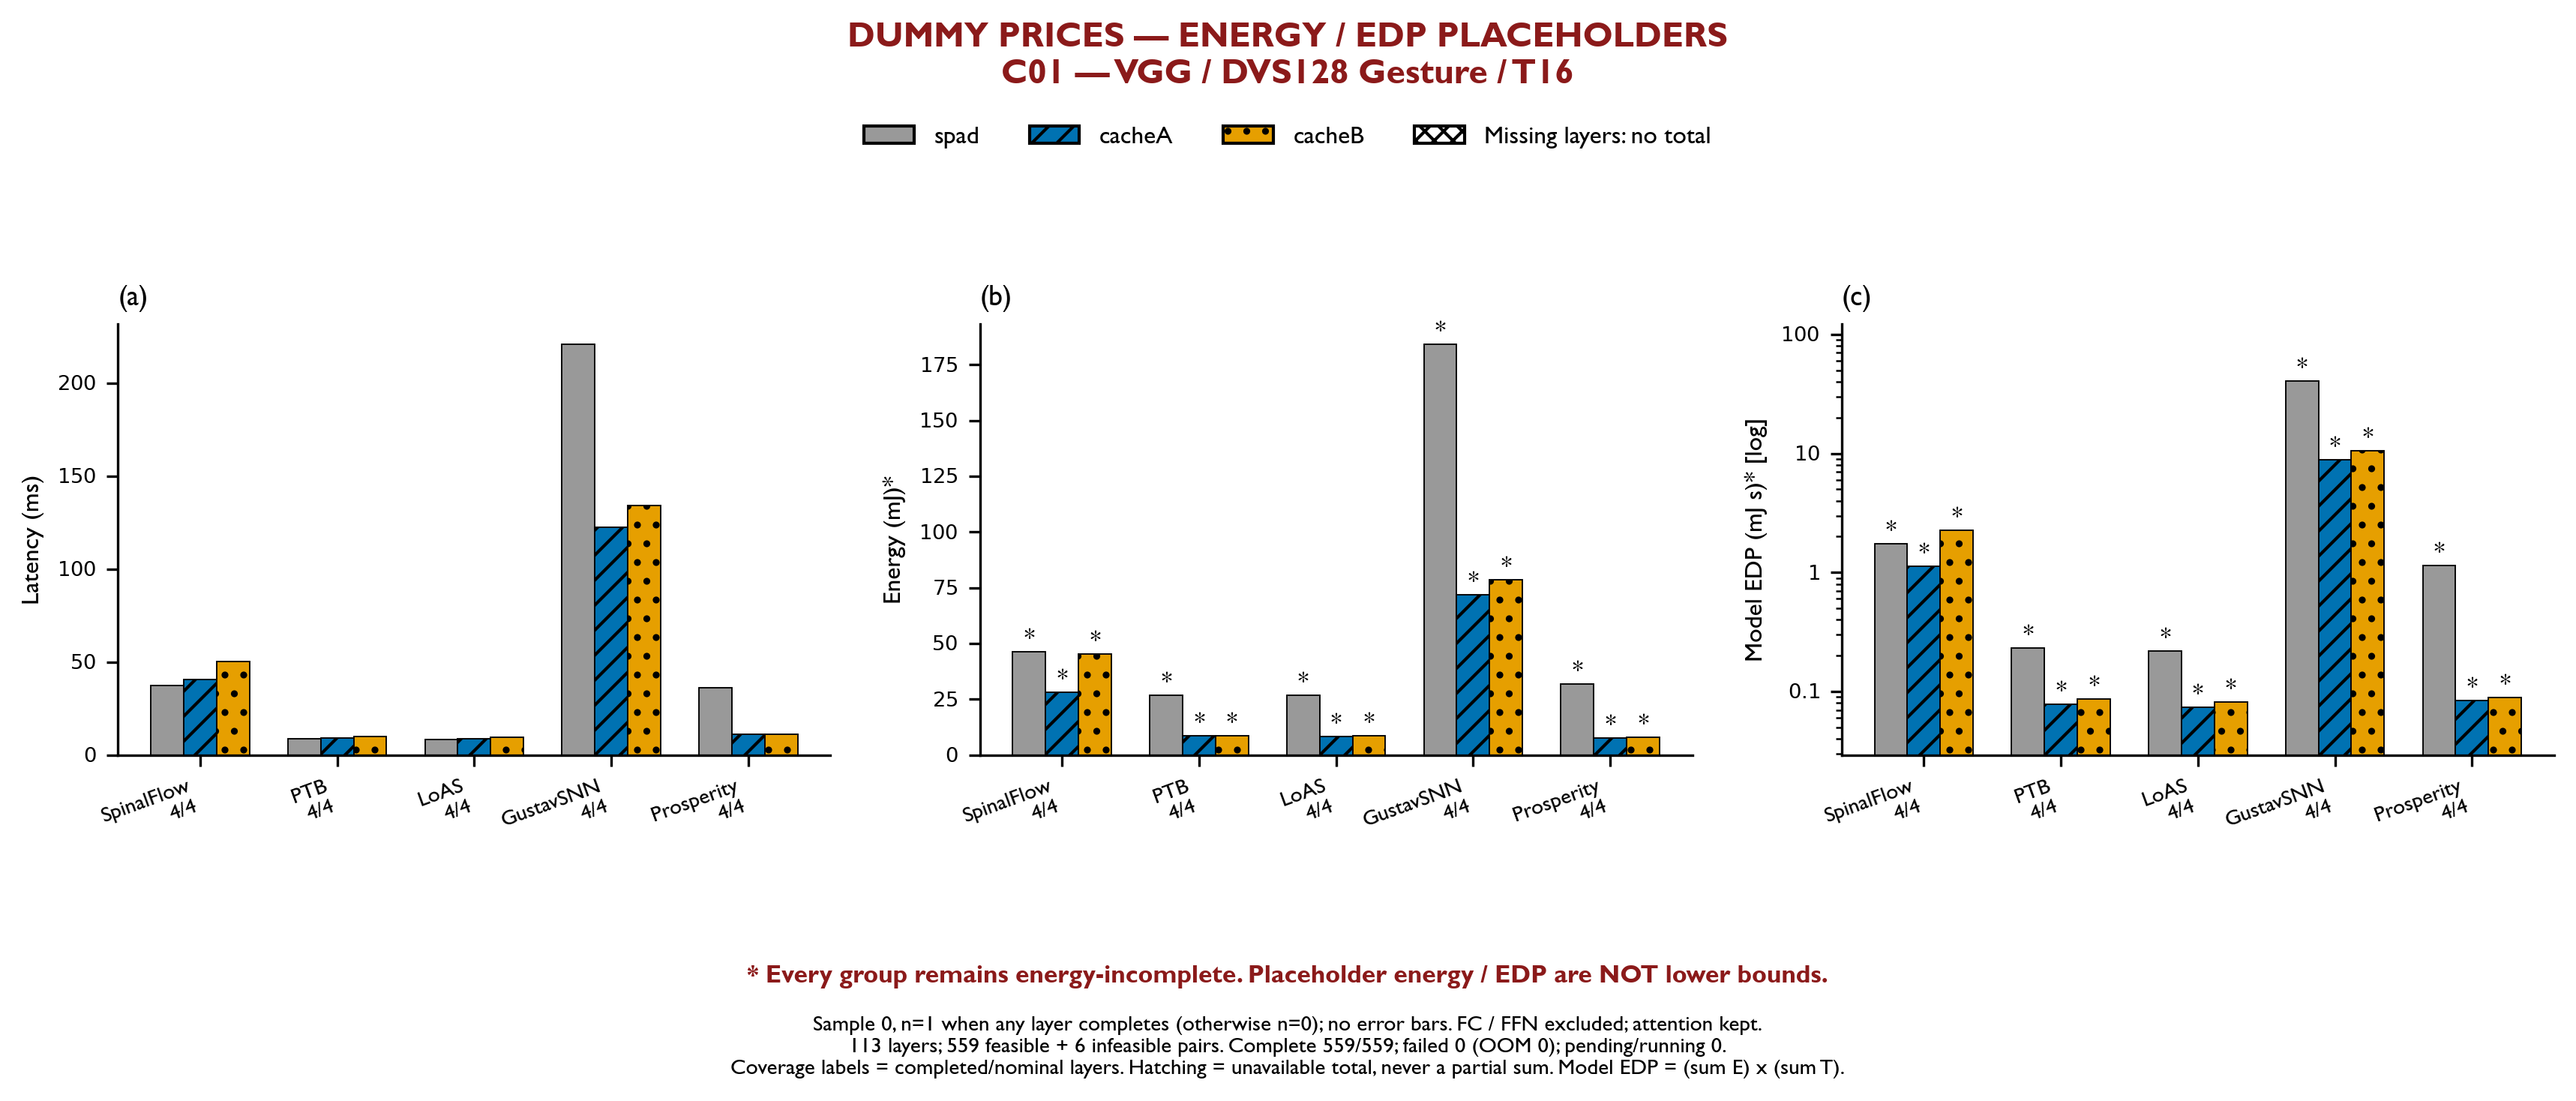 DUMMY PRICES — ENERGY / EDP PLACEHOLDERS
C01 — VGG / DVS128 Gesture / T16
spad
cacheA
cacheB
Missing layers: no total
(a)
Latency (ms)
200
150
100
50
0
SpinalFlow
4/4
PTB
4/4
LoAS
4/4
GustavSNN
4/4
Prosperity
4/4
(b)
Energy (mJ)*
175
150
125
100
75
50
25
0
* * *
* * *
* * *
* * *
* * *
SpinalFlow
4/4
PTB
4/4
LoAS
4/4
GustavSNN
4/4
Prosperity
4/4
(c)
Model EDP (mJ s)* [log]
100
10
1
0.1
* * *
* * *
* * *
* * *
* * *
SpinalFlow
4/4
PTB
4/4
LoAS
4/4
GustavSNN
4/4
Prosperity
4/4
* Every group remains energy-incomplete. Placeholder energy / EDP are NOT lower bounds.
Sample 0, n=1 when any layer completes (otherwise n=0); no error bars. FC / FFN excluded; attention kept.
113 layers; 559 feasible + 6 infeasible pairs. Complete 559/559; failed 0 (OOM 0); pending/running 0.
Coverage labels = completed/nominal layers. Hatching = unavailable total, never a partial sum. Model EDP = (sum E) x (sum T).